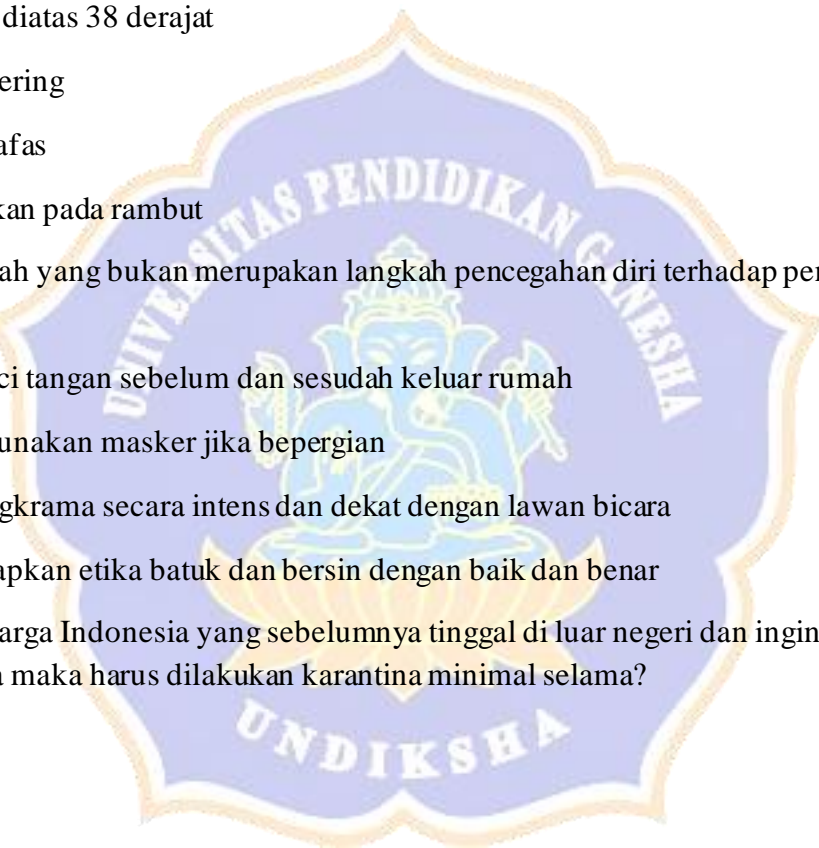 diatas 38 derajat
ering
afas
kan pada rambut
ah yang bukan merupakan langkah pencegahan diri terhadap per
ci tangan sebelum dan sesudah keluar rumah
unakan masker jika bepergian
gkrama secara intens dan dekat dengan lawan bicara
apkan etika batuk dan bersin dengan baik dan benar
arga Indonesia yang sebelumnya tinggal di luar negeri dan ingin
a maka harus dilakukan karantina minimal selama?
UNIVERSITAS PENDIDIKAN GANESHA
UNDIKSHA